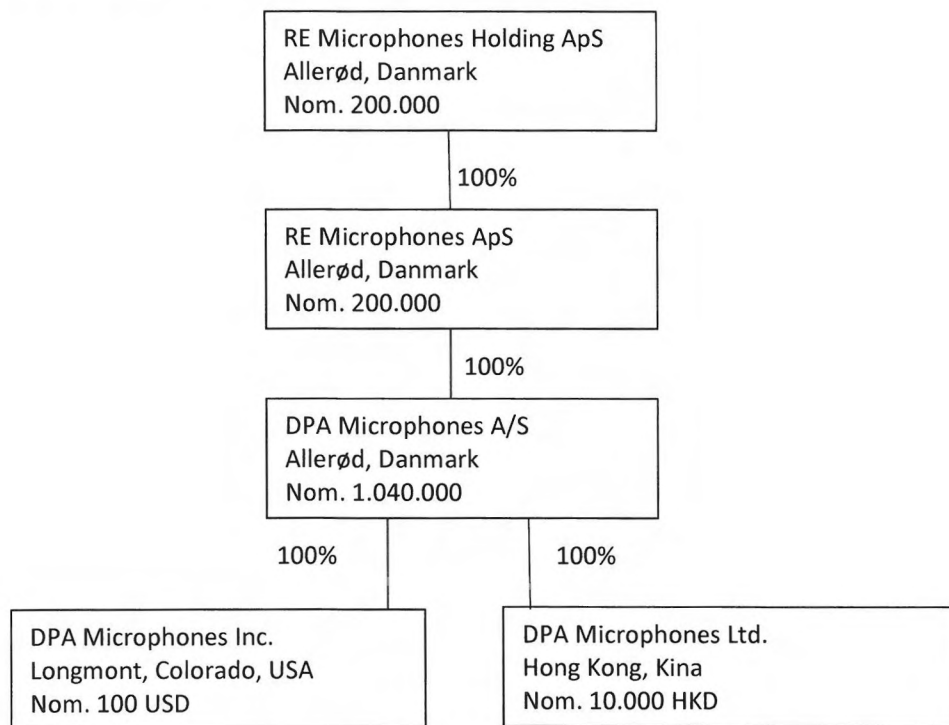 RE Microphones Holding ApS
Allerød, Danmark
Nom. 200.000
100%
RE Microphones ApS
Allerød, Danmark
Nom. 200.000
100%
DPA Microphones A/S
Allerød, Danmark
Nom. 1.040.000
100%
100%
DPA Microphones Inc.
Longmont, Colorado, USA
Nom. 100 USD
DPA Microphones Ltd.
Hong Kong, Kina
Nom. 10.000 HKD